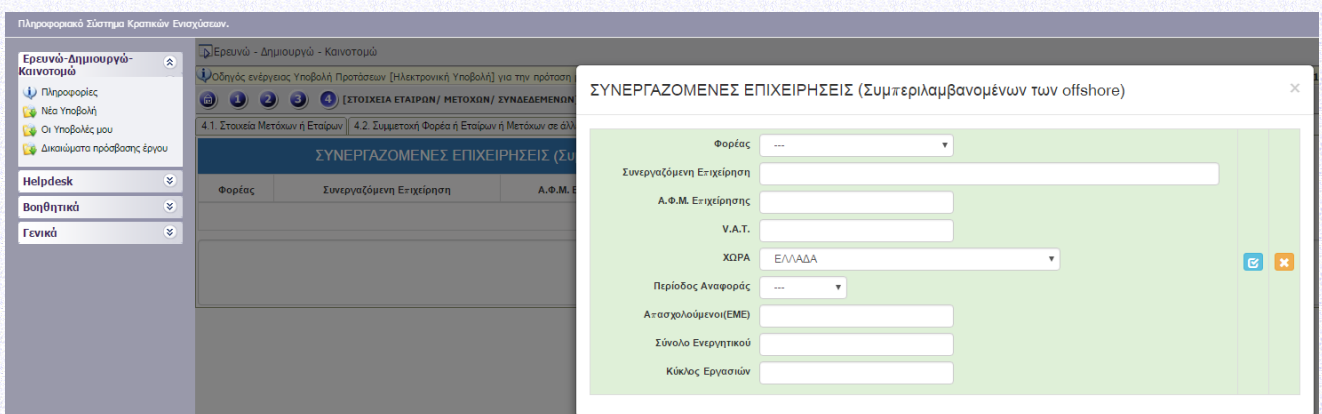 Πληροφοριακό Σύστημα Κρατικών Ενισχύσεων.
Ερευνώ-Δημιουργώ-
Καινοτομώ
Πληροφορίες
Νέα Υποβολή
Οι Υποβολές μου
Δικαιώματα πρόσβασης έργου
Helpdesk
Βοηθητικά
Γενικά
Ερευνώ - Δημιουργώ - Καινοτομώ
Οδηγός ενέργειας Υποβολή Προτάσεων [Ηλεκτρονική Υποβολή] για την πρόταση
1 2 3 4 [ΣΤΟΙΧΕΙΑ ΕΤΑΙΡΩΝ/ ΜΕΤΟΧΩΝ/ ΣΥΝΔΕΔΕΜΕΝΩΝ
4.1. Στοιχεία Μετόχων ή Εταίρων 4.2. Συμμετοχή Φορέα ή Εταίρων ή Μετόχων σε άλλ
ΣΥΝΕΡΓΑΖΟΜΕΝΕΣ ΕΠΙΧΕΙΡΗΣΕΙΣ (Συ
Φορέας Συνεργαζόμενη Επιχείρηση Α.Φ.Μ. Ε
ΣΥΝΕΡΓΑΖΟΜΕΝΕΣ ΕΠΙΧΕΙΡΗΣΕΙΣ (Συμπεριλαμβανομένων των offshore) ×
Φορέας ---
Συνεργαζόμενη Επιχείρηση
Α.Φ.Μ. Επιχείρησης
V.A.T.
ΧΩΡΑ ΕΛΛΑΔΑ
Περίοδος Αναφοράς ---
Απασχολούμενοι(ΕΜΕ)
Σύνολο Ενεργητικού
Κύκλος Εργασιών